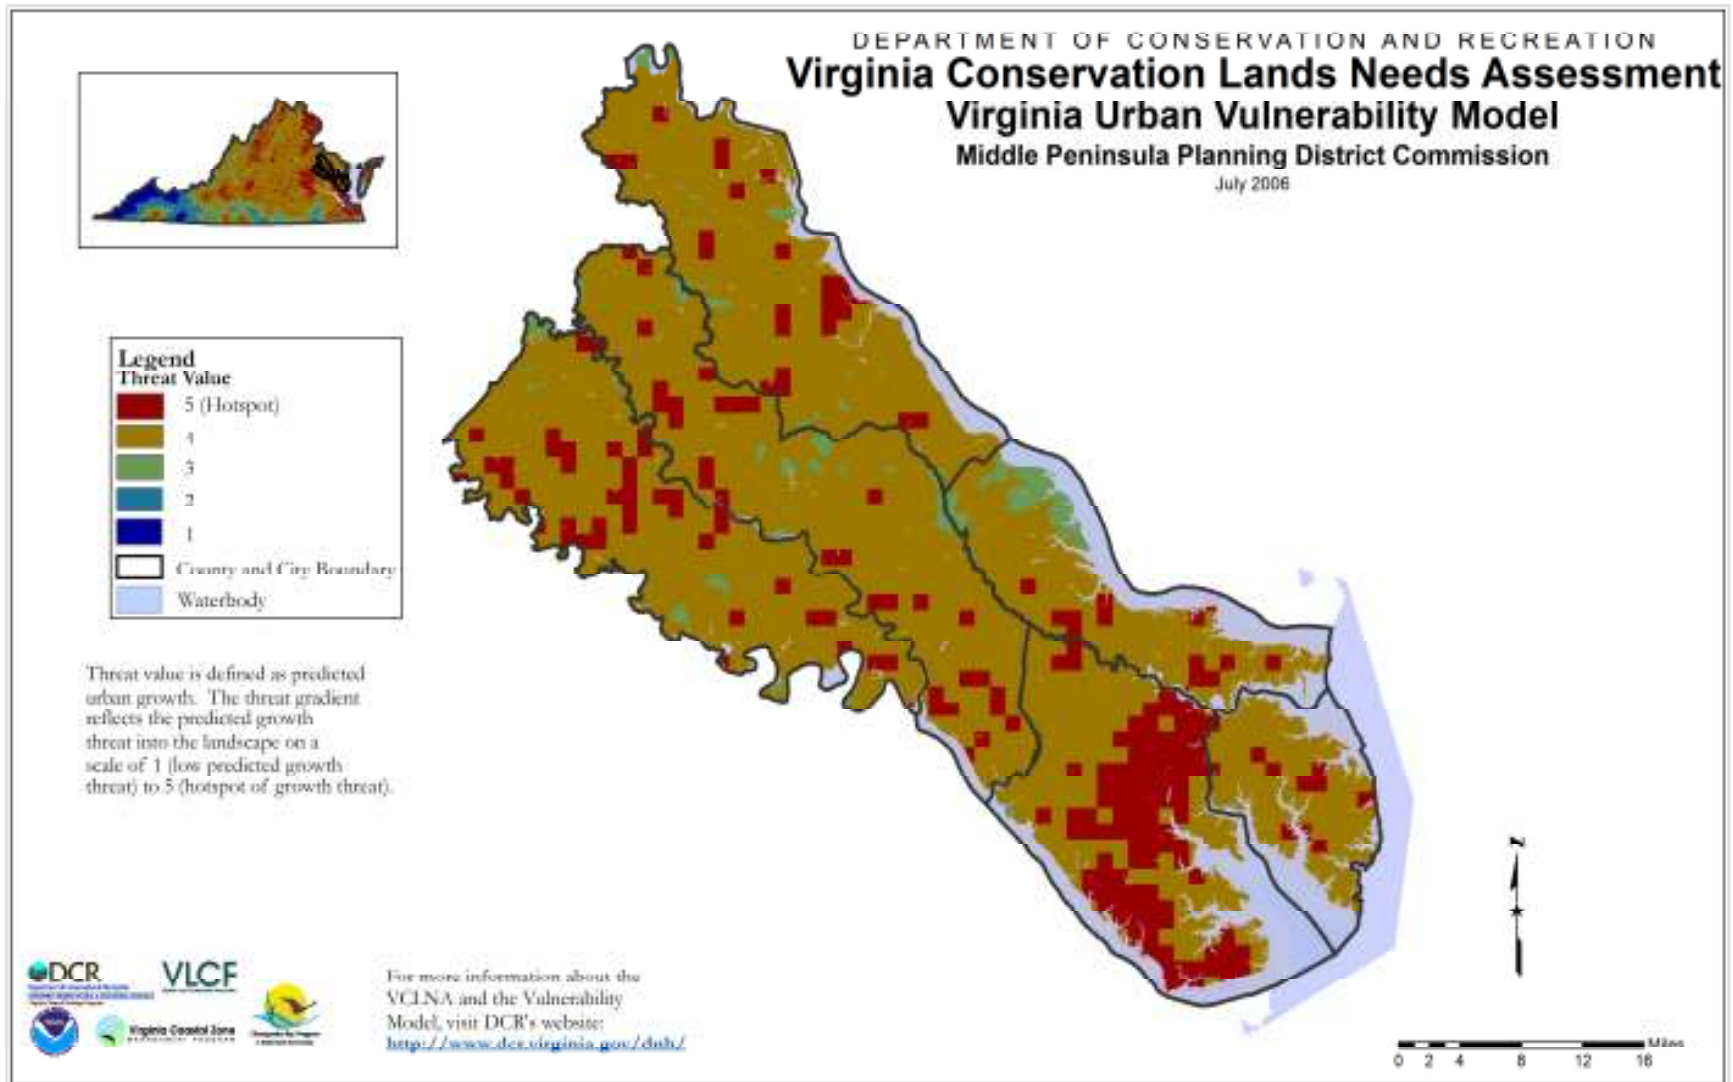 DEPARTMENT OF CONSERVATION AND RECREATION
Virginia Conservation Lands Needs Assessment
Virginia Urban Vulnerability Model
Middle Peninsula Planning District Commission
July 2006
Legend
Threat Value
5 (Hotspot)
4
3
2
1
County and City Boundary
Waterbody
Threat value is defined as predicted
urban growth. The threat gradient
reflects the predicted growth
threat into the landscape on a
scale of 1 (low predicted growth
threat) to 5 (hotspot of growth threat).
DCR
VLCF
Virginia Coastal Zone
MANAGEMENT PROGRAM
For more information about the
VCLNA and the Vulnerability
Model, visit DCR's website:
http://www.dcr.virginia.gov/dnh/
N
Miles
0 2 4 8 12 16